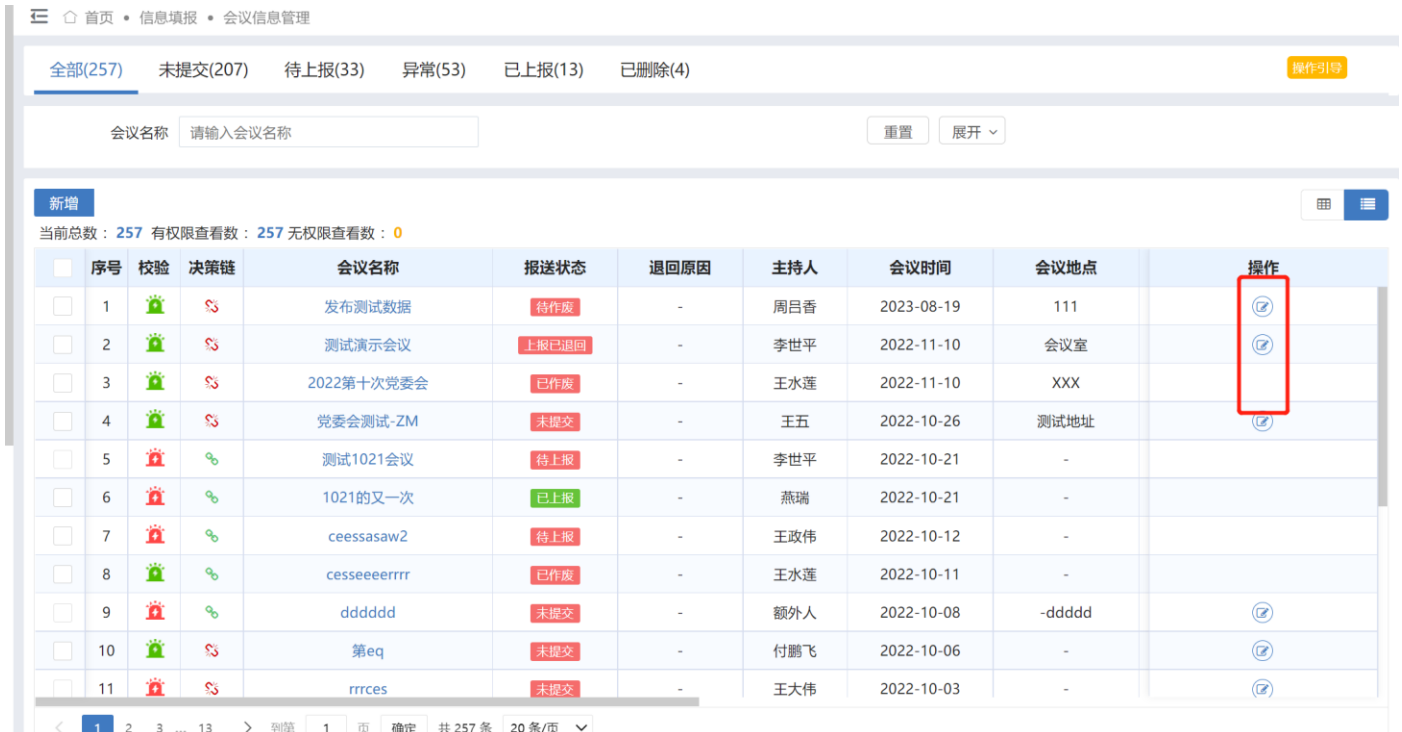 首页 • 信息填报 • 会议信息管理
全部(257) 未提交(207) 待上报(33) 异常(53) 已上报(13) 已删除(4) 操作引导
会议名称 请输入会议名称 重置 展开
新增
当前总数： 257 有权限查看数： 257 无权限查看数： 0
序号 校验 决策链 会议名称 报送状态 退回原因 主持人 会议时间 会议地点 操作
1 发布测试数据 待作废 - 周吕香 2023-08-19 111
2 测试演示会议 上报已退回 - 李世平 2022-11-10 会议室
3 2022第十次党委会 已作废 - 王水莲 2022-11-10 XXX
4 党委会测试-ZM 未提交 - 王五 2022-10-26 测试地址
5 测试1021会议 待上报 - 李世平 2022-10-21 -
6 1021的又一次 已上报 - 燕瑞 2022-10-21 -
7 ceessasaw2 待上报 - 王政伟 2022-10-12 -
8 cesseeeerrrr 已作废 - 王水莲 2022-10-11 -
9 dddddd 未提交 - 额外人 2022-10-08 -ddddd
10 第eq 未提交 - 付鹏飞 2022-10-06 -
11 rrrces 未提交 - 王大伟 2022-10-03 -
1 2 3 ... 13 到第 1 页 确定 共 257 条 20 条/页